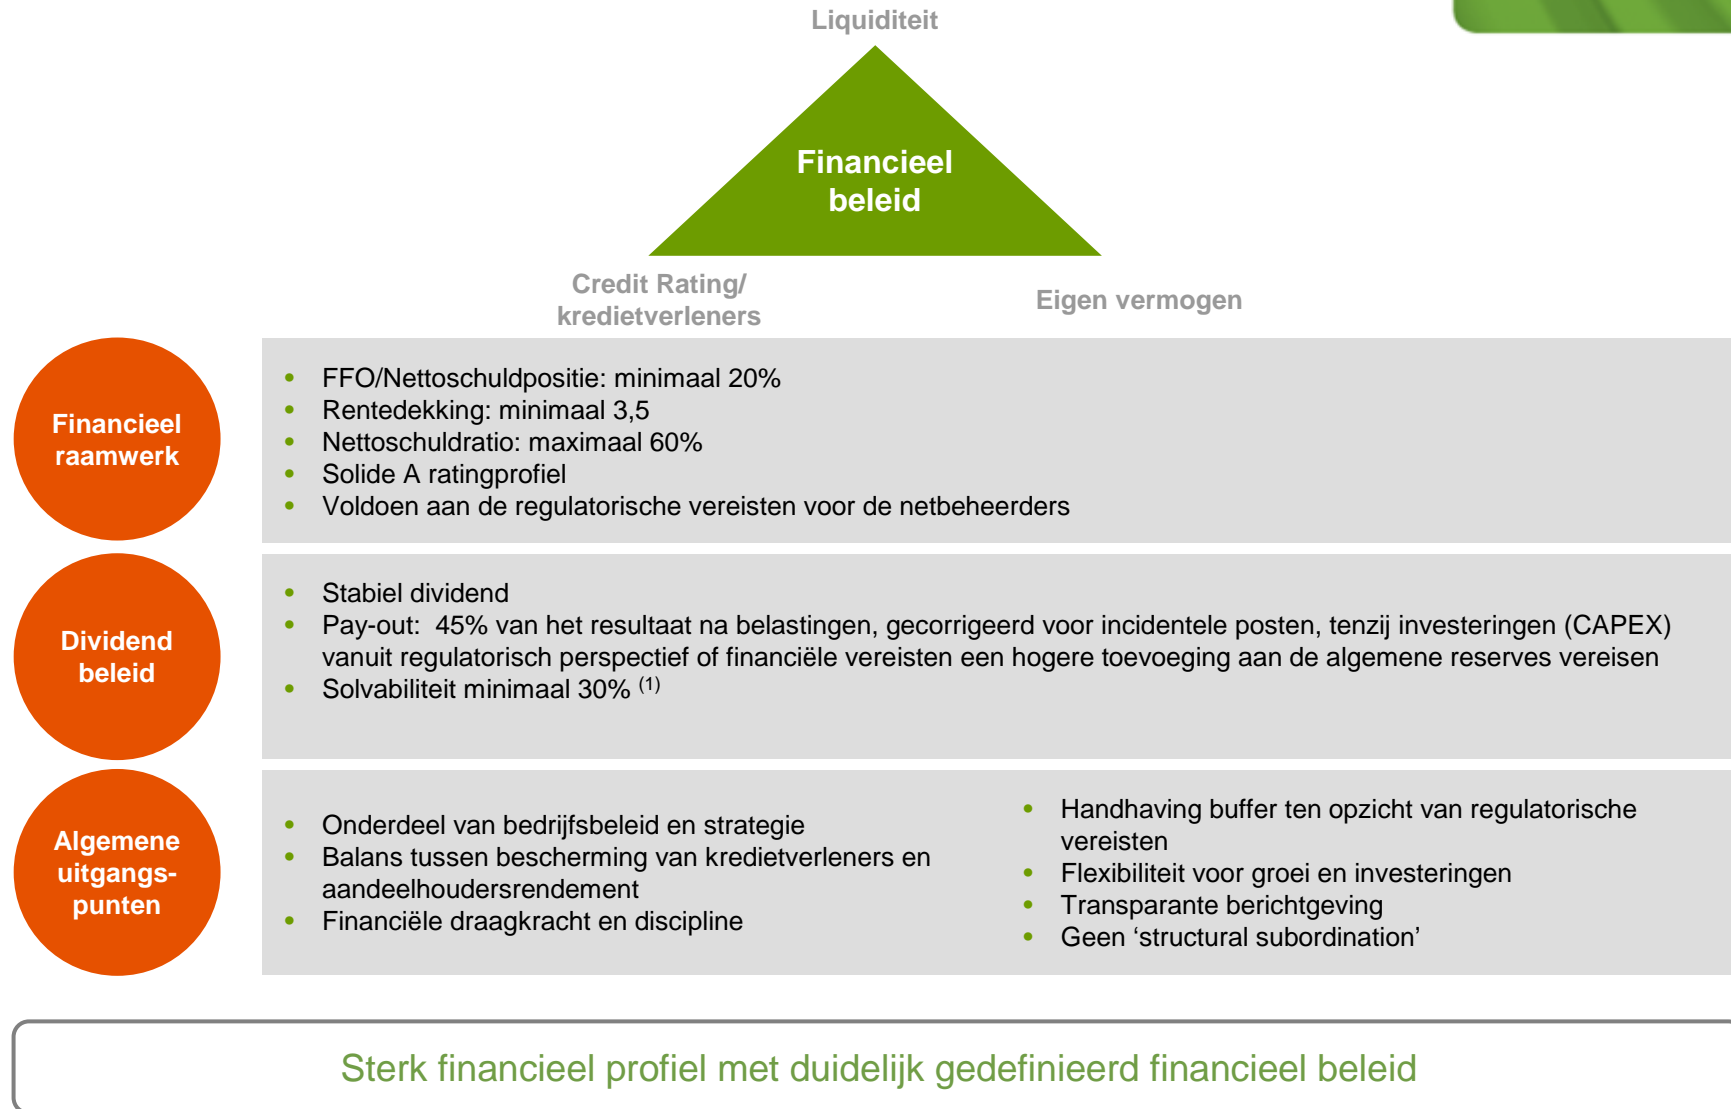 Liquiditeit
Financieel
beleid
Credit Rating/
kredietverleners
Eigen vermogen
Financieel
raamwerk
• FFO/Nettoschuldpositie: minimaal 20%
• Rentedekking: minimaal 3,5
• Nettoschuldratio: maximaal 60%
• Solide A ratingprofiel
• Voldoen aan de regulatorische vereisten voor de netbeheerders
Dividend
beleid
• Stabiel dividend
• Pay-out: 45% van het resultaat na belastingen, gecorrigeerd voor incidentele posten, tenzij investeringen (CAPEX)
vanuit regulatorisch perspectief of financiële vereisten een hogere toevoeging aan de algemene reserves vereisen
• Solvabiliteit minimaal 30% (1)
Algemene
uitgangs-
punten
• Onderdeel van bedrijfsbeleid en strategie
• Balans tussen bescherming van kredietverleners en
aandeelhoudersrendement
• Financiële draagkracht en discipline
• Handhaving buffer ten opzicht van regulatorische
vereisten
• Flexibiliteit voor groei en investeringen
• Transparante berichtgeving
• Geen ‘structural subordination’
Sterk financieel profiel met duidelijk gedefinieerd financieel beleid